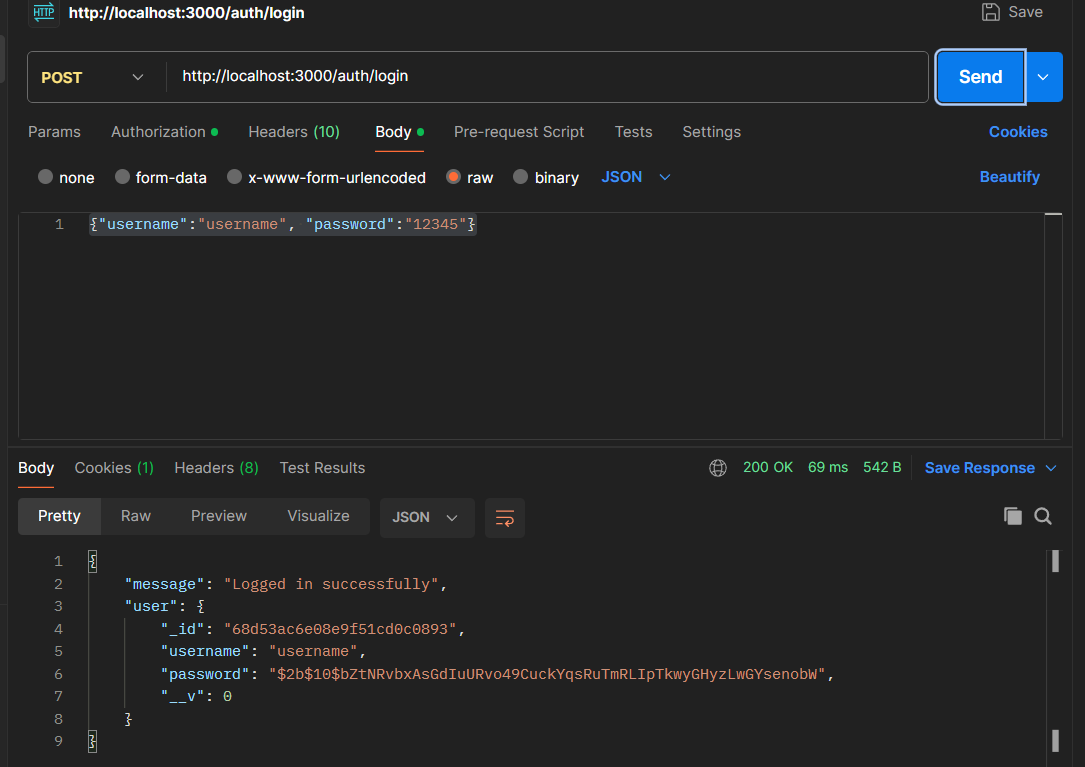 HTTP http://localhost:3000/auth/login Save
POST http://localhost:3000/auth/login Send
Params Authorization Headers (10) Body Pre-request Script Tests Settings Cookies
none form-data x-www-form-urlencoded raw binary JSON Beautify
1 {"username":"username", "password":"12345"}
Body Cookies (1) Headers (8) Test Results 200 OK 69 ms 542 B Save Response
Pretty Raw Preview Visualize JSON
1 {
2 "message": "Logged in successfully",
3 "user": {
4 "_id": "68d53ac6e08e9f51cd0c0893",
5 "username": "username",
6 "password": "$2b$10$bZtNRvbxAsGdIuURvo49CuckYqsRuTmRLIpTkwyGHyzLwGYsenobW",
7 "__v": 0
8 }
9 }